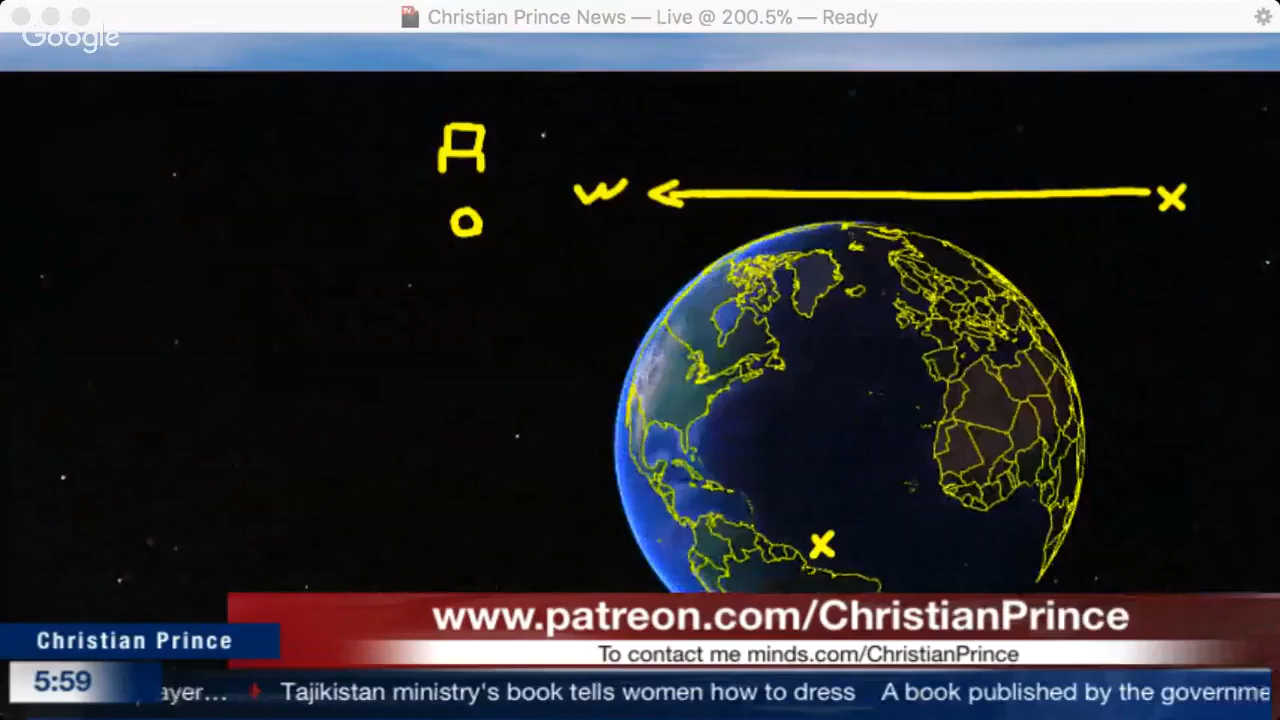 Christian Prince News — Live @ 200.5% — Ready
Google
W
X
O
X
www.patreon.com/ChristianPrince
Christian Prince
To contact me minds.com/ChristianPrince
5:59
ayer... Tajikistan ministry's book tells women how to dress A book published by the governme